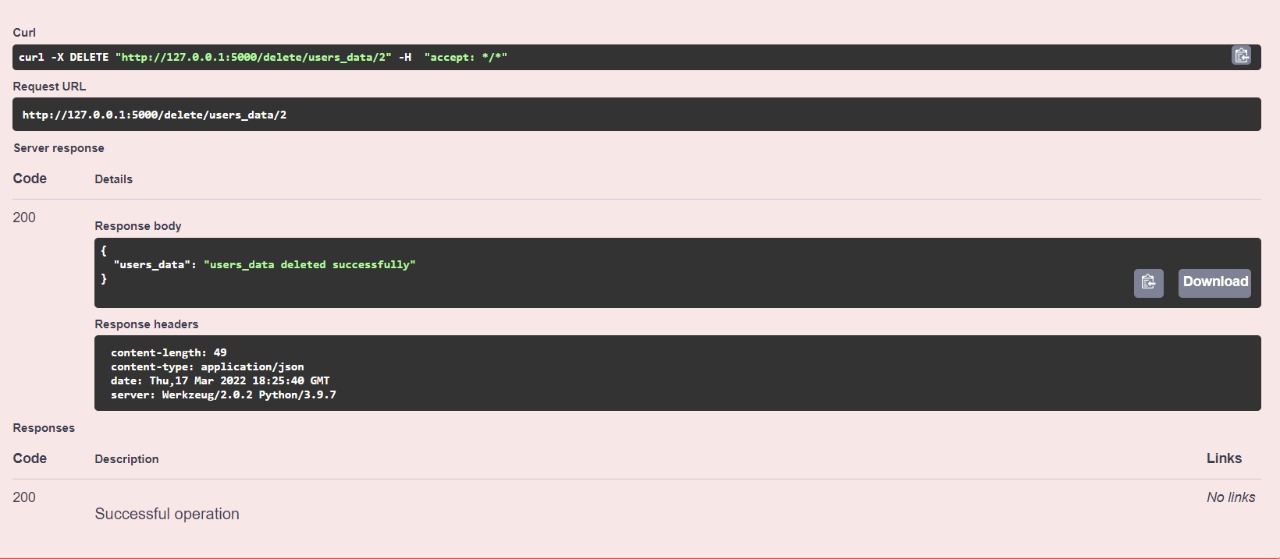 Curl
curl -X DELETE "http://127.0.0.1:5000/delete/users_data/2" -H  "accept: */*"
Request URL
http://127.0.0.1:5000/delete/users_data/2
Server response
Code Details
200
Response body
{
"users_data": "users_data deleted successfully"
}
Download
Response headers
content-length: 49
content-type: application/json
date: Thu,17 Mar 2022 18:25:40 GMT
server: Werkzeug/2.0.2 Python/3.9.7
Responses
Code Description Links
200 No links
Successful operation